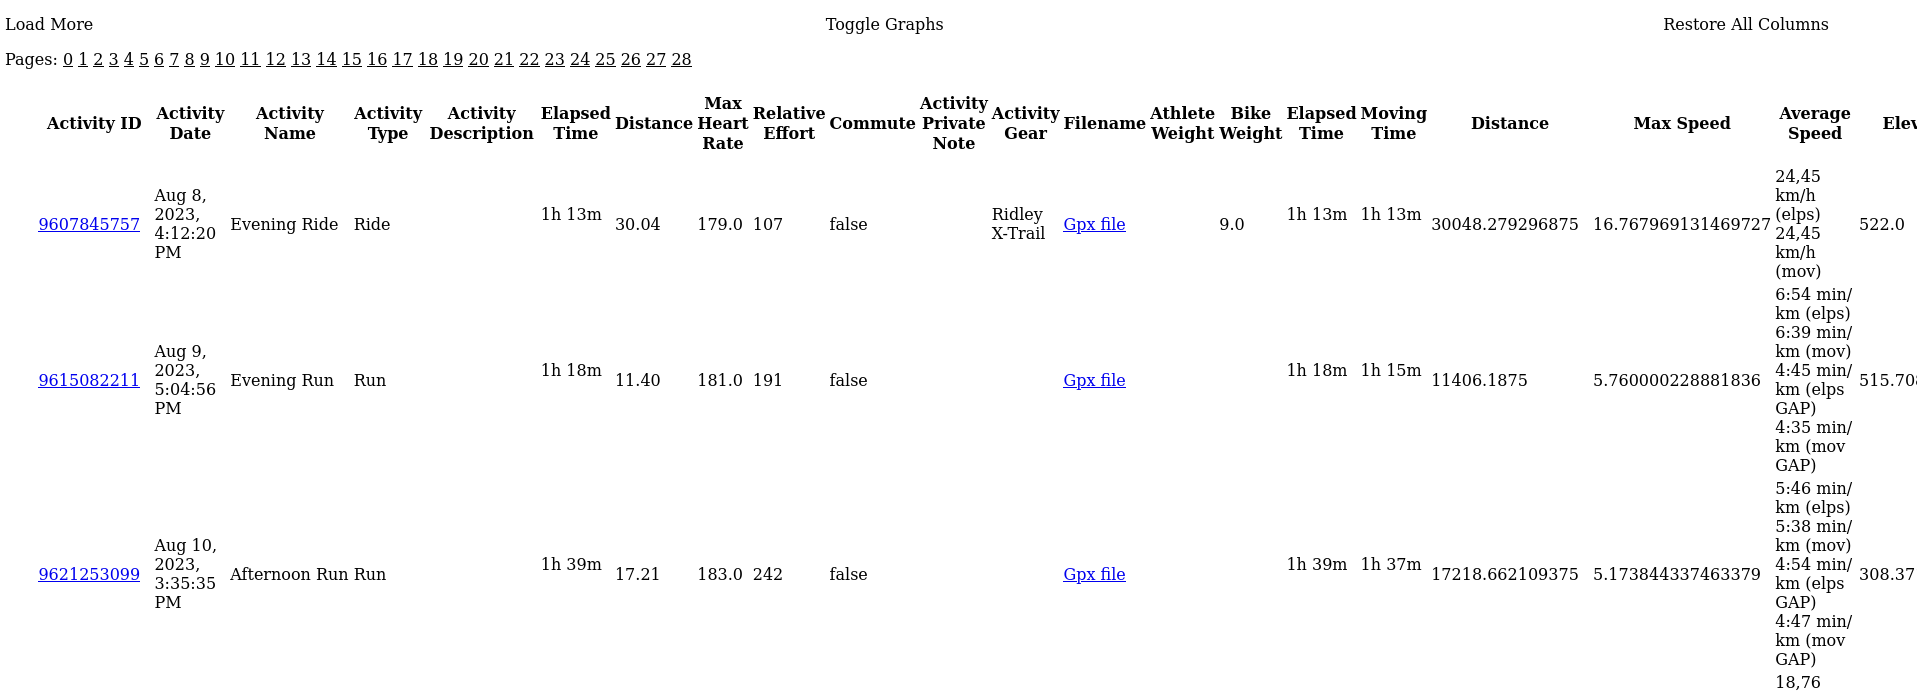 Load More Toggle Graphs Restore All Columns
Pages: 0 1 2 3 4 5 6 7 8 9 10 11 12 13 14 15 16 17 18 19 20 21 22 23 24 25 26 27 28
Activity ID
Activity
Date
Activity
Name
Activity
Type
Activity
Description
Elapsed
Time
Distance
Max
Heart
Rate
Relative
Effort
Commute
Activity
Private
Note
Activity
Gear
Filename
Athlete
Weight
Bike
Weight
Elapsed
Time
Moving
Time
Distance
Max Speed
Average
Speed
Elev
9607845757
Aug 8,
2023,
4:12:20
PM
Evening Ride
Ride
1h 13m
30.04
179.0
107
false
Ridley
X-Trail
Gpx file
9.0
1h 13m
1h 13m
30048.279296875
16.767969131469727
24,45
km/h
(elps)
24,45
km/h
(mov)
522.0
9615082211
Aug 9,
2023,
5:04:56
PM
Evening Run
Run
1h 18m
11.40
181.0
191
false
Gpx file
1h 18m
1h 15m
11406.1875
5.760000228881836
6:54 min/
km (elps)
6:39 min/
km (mov)
4:45 min/
km (elps
GAP)
4:35 min/
km (mov
GAP)
515.708
9621253099
Aug 10,
2023,
3:35:35
PM
Afternoon Run
Run
1h 39m
17.21
183.0
242
false
Gpx file
1h 39m
1h 37m
17218.662109375
5.173844337463379
5:46 min/
km (elps)
5:38 min/
km (mov)
4:54 min/
km (elps
GAP)
4:47 min/
km (mov
GAP)
308.37
18,76